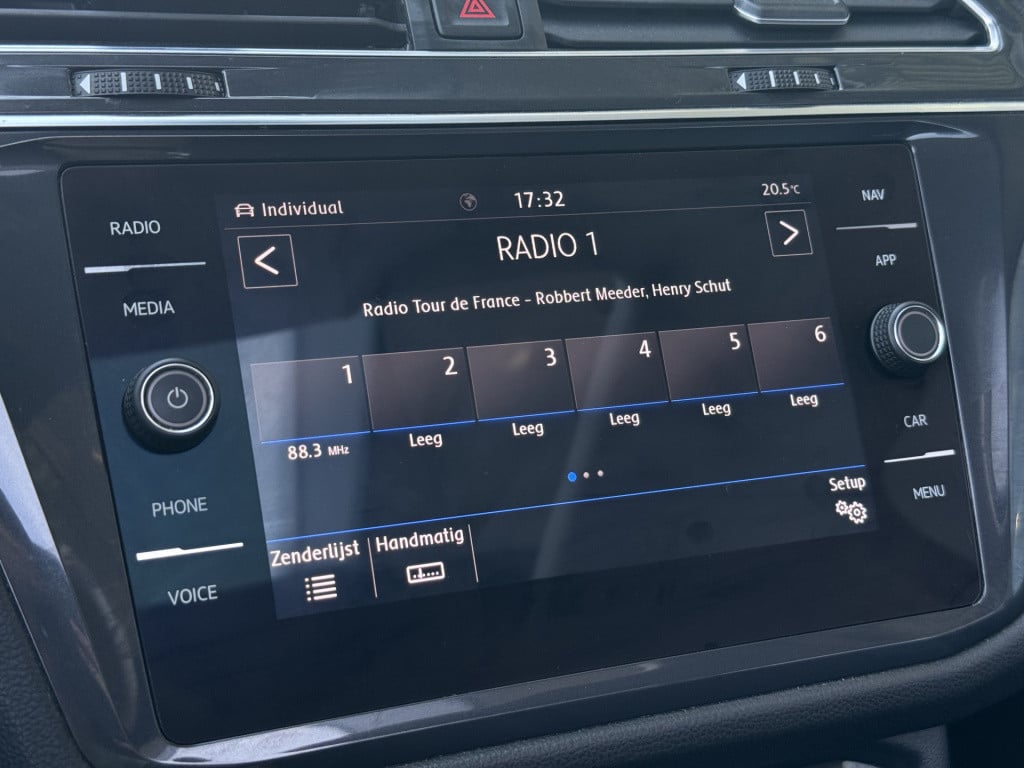 Individual 17:32 20.5°C
RADIO 1
Radio Tour de France - Robbert Meeder, Henry Schut
1 2 3 4 5 6
88.3 MHz Leeg Leeg Leeg Leeg Leeg
Setup
Zenderlijst Handmatig
RADIO
MEDIA
PHONE
VOICE
NAV
APP
CAR
MENU